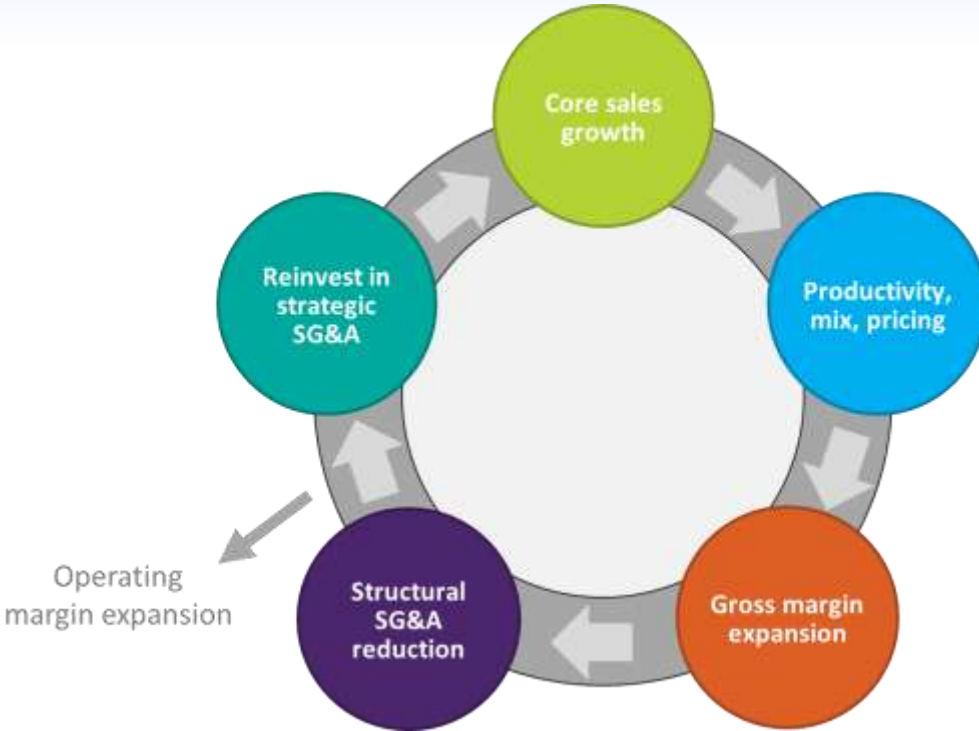 Core sales
growth
Productivity,
mix, pricing
Gross margin
expansion
Structural
SG&A
reduction
Reinvest in
strategic
SG&A
Operating
margin expansion